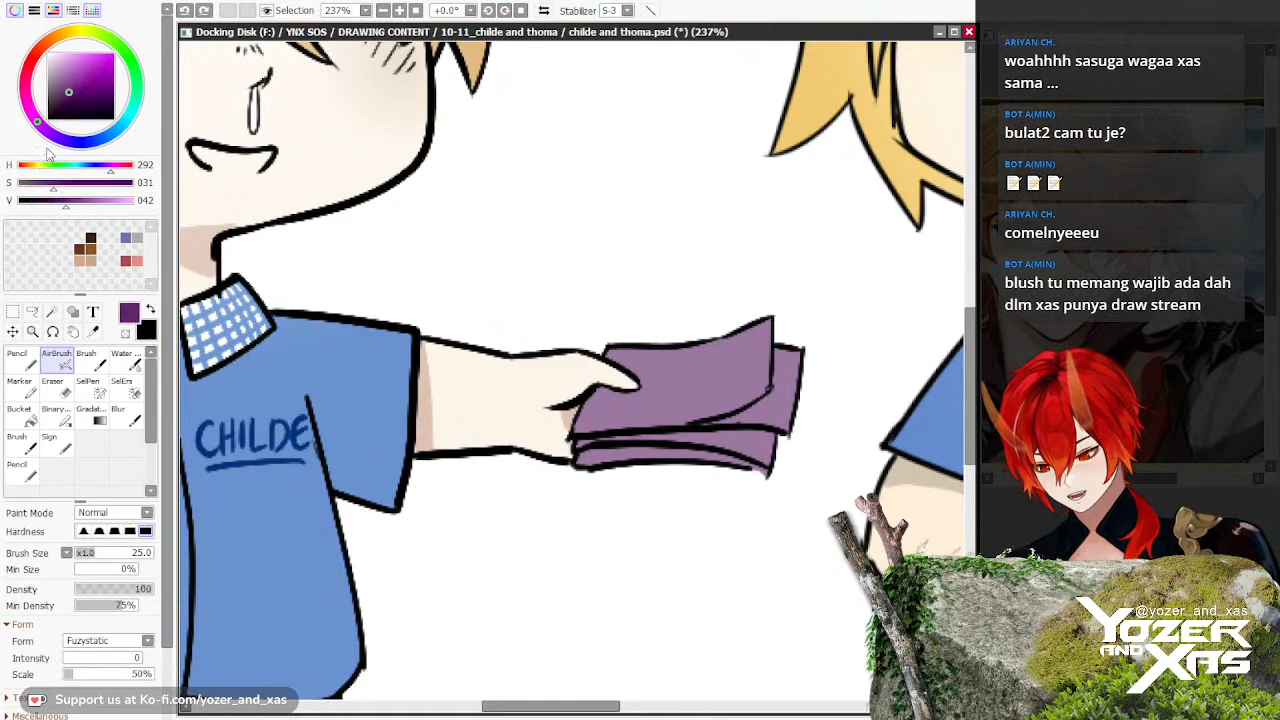 Selection
237%
+0.0°
Stabilizer
S-3
Docking Disk (F:) / YNX SOS / DRAWING CONTENT / 10-11_childe and thoma / childe and thoma.psd (*) (237%)
H 292
S 031
V 042
T
Pencil
AirBrush
Brush
Water ...
Marker
Eraser
SelPen
SelErs
Bucket
Binary...
Gradat...
Blur
Brush
Sign
Pencil
Paint Mode Normal
Hardness
Brush Size x1.0 25.0
Min Size 0%
Density 100
Min Density 75%
Form
Form Fuzzystatic
Intensity 0
Scale 50%
Miscellaneous
Support us at Ko-fi.com/yozer_and_xas
CHILDE
ARIYAN CH.
woahhhh sasuga wagaa xas
sama ...
BOT A(MIN)
bulat2 cam tu je?
BOT A(MIN)
📝 📝 📝
ARIYAN CH.
comelnyeeeu
BOT A(MIN)
blush tu memang wajib ada dah
dlm xas punya draw stream
@yozer_and_xas
YOZER
AND XAS